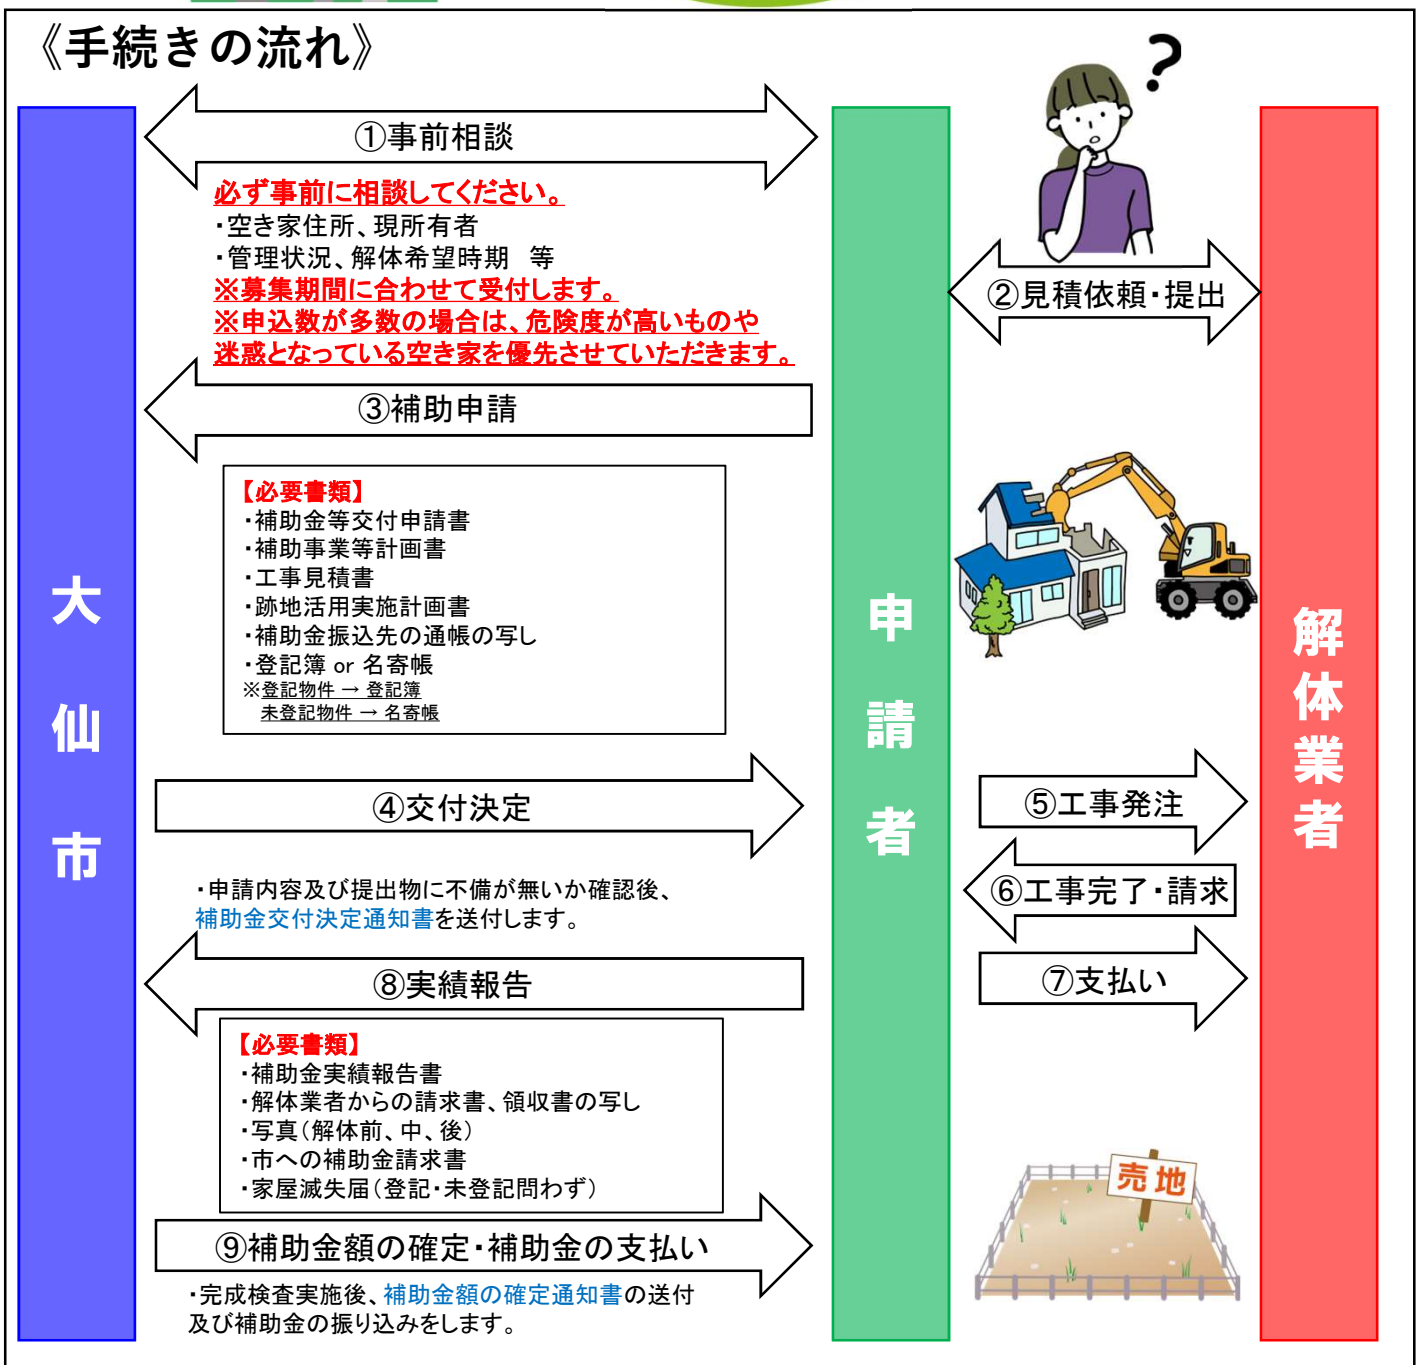 《手続きの流れ》
①事前相談
必ず事前に相談してください。
・空き家住所、現所有者
・管理状況、解体希望時期　等
※募集期間に合わせて受付します。
※申込数が多数の場合は、危険度が高いものや
迷惑となっている空き家を優先させていただきます。
?
②見積依頼・提出
③補助申請
【必要書類】
・補助金等交付申請書
・補助事業等計画書
・工事見積書
・跡地活用実施計画書
・補助金振込先の通帳の写し
・登記簿 or 名寄帳
※登記物件 → 登記簿
未登記物件 → 名寄帳
大仙市
申請者
解体業者
④交付決定
・申請内容及び提出物に不備が無いか確認後、
補助金交付決定通知書を送付します。
⑤工事発注
⑥工事完了・請求
⑦支払い
⑧実績報告
【必要書類】
・補助金実績報告書
・解体業者からの請求書、領収書の写し
・写真（解体前、中、後）
・市への補助金請求書
・家屋滅失届（登記・未登記問わず）
売地
⑨補助金額の確定・補助金の支払い
・完成検査実施後、補助金額の確定通知書の送付
及び補助金の振り込みをします。